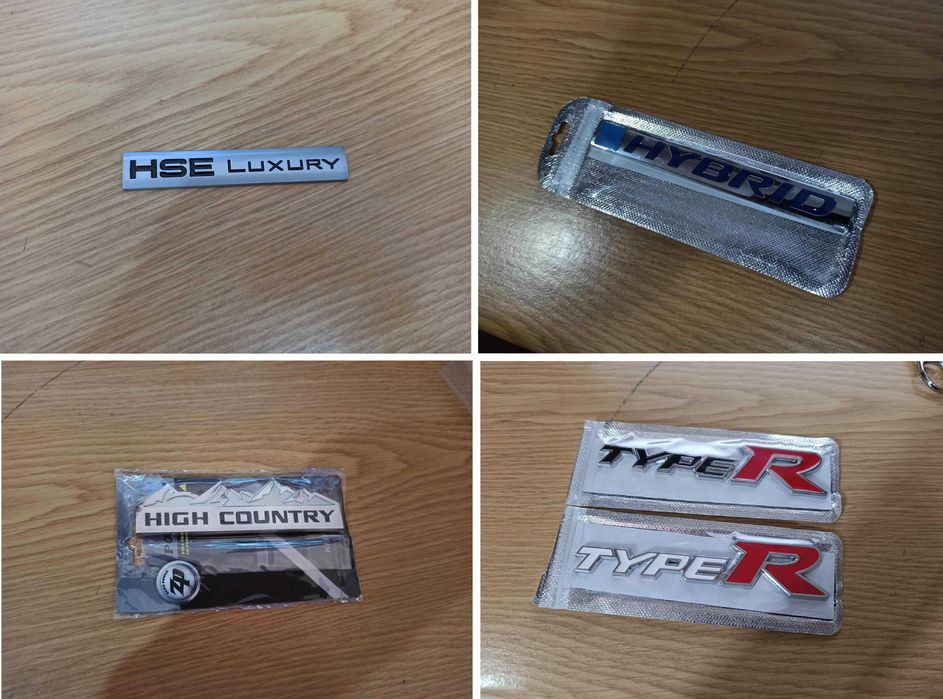 HSE LUXURY
HYBRID
HIGH COUNTRY
TYPE R
TYPE R